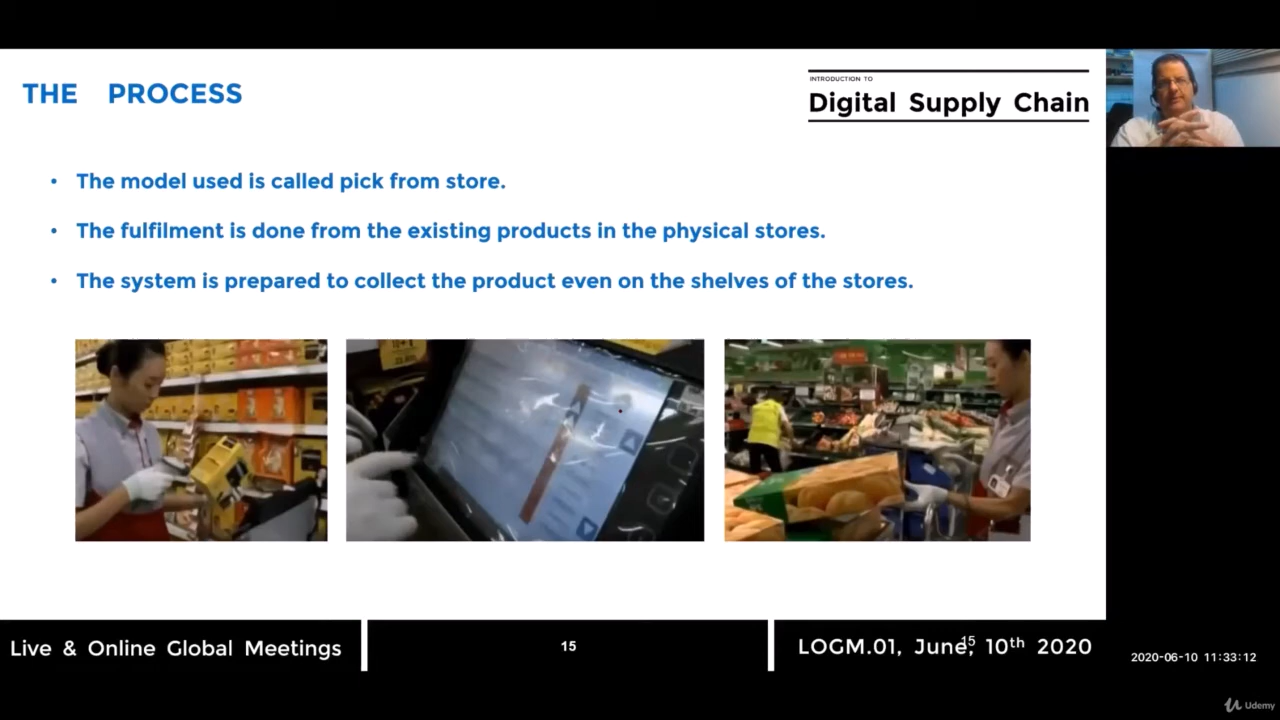 THE PROCESS
INTRODUCTION TO
Digital Supply Chain
• The model used is called pick from store.
• The fulfilment is done from the existing products in the physical stores.
• The system is prepared to collect the product even on the shelves of the stores.
Live & Online Global Meetings
15
LOGM.01, June, 10th 2020
15
2020-06-10 11:33:12
Udemy